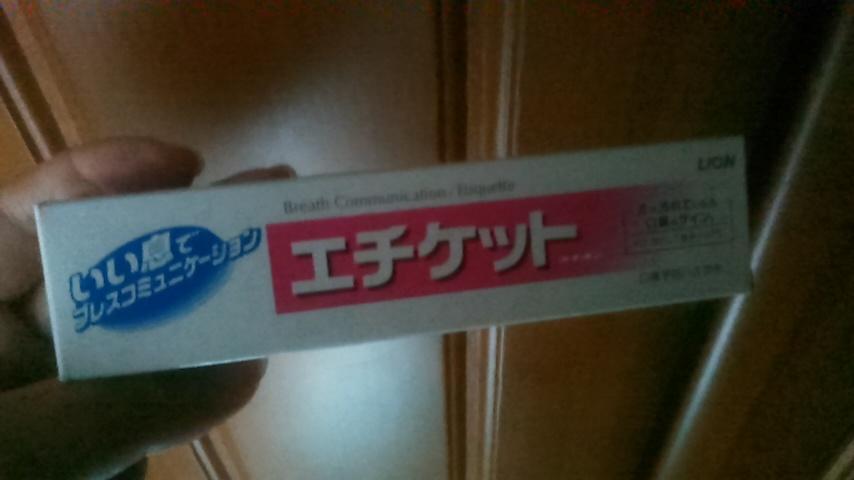 LION
Breath Communication・Etiquette
いい息で
ブレスコミュニケーション
エチケット